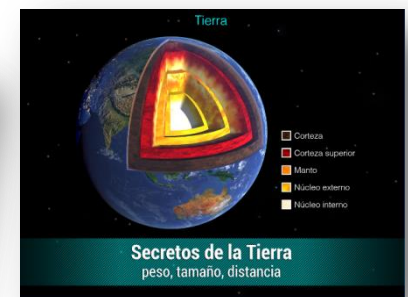 Tierra
Corteza
Corteza superior
Manto
Núcleo externo
Núcleo interno
Secretos de la Tierra
peso, tamaño, distancia